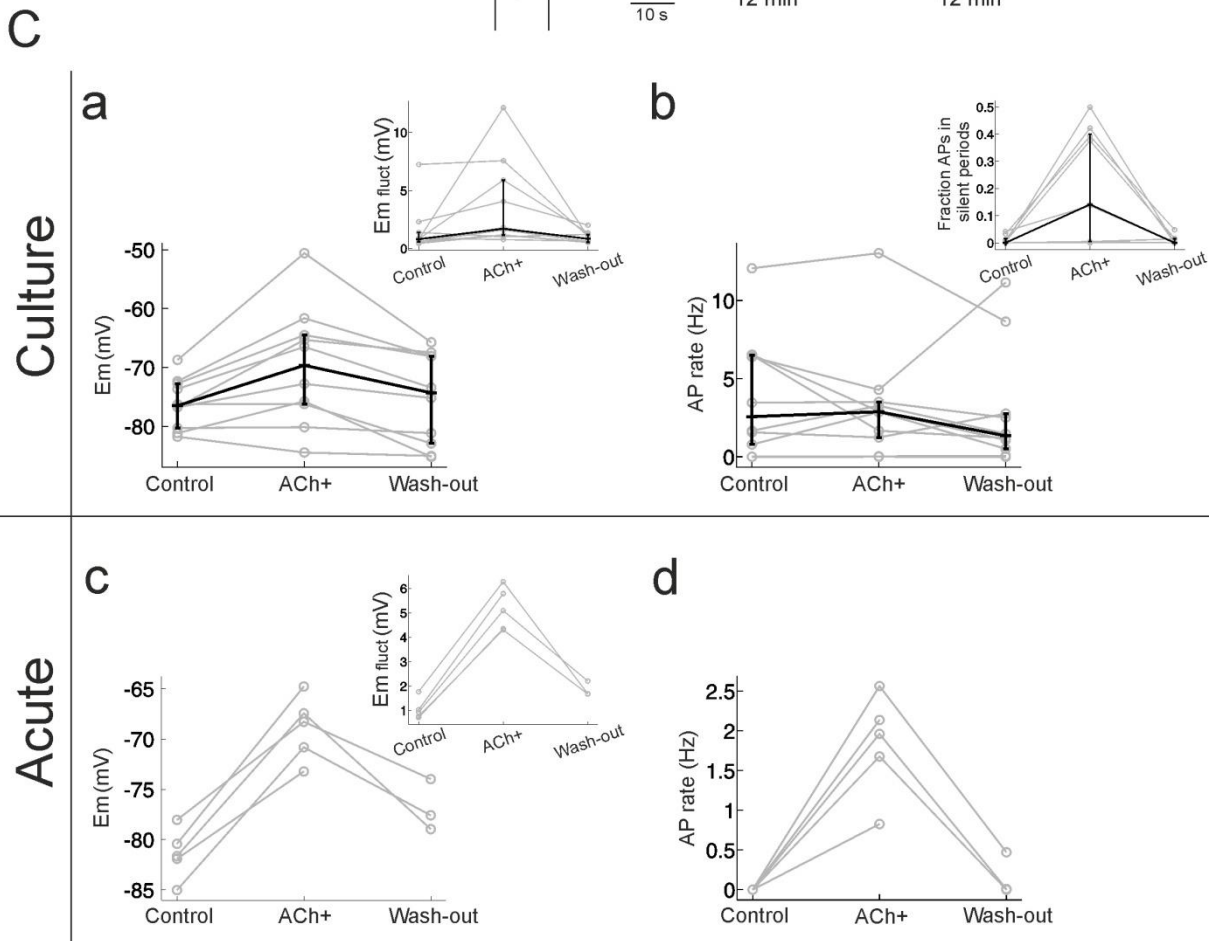 10 s
12 min
12 min
C
Culture
a
Em fluct (mV)
10
5
0
Control
ACh+
Wash-out
Em (mV)
-50
-60
-70
-80
Control
ACh+
Wash-out
b
Fraction APs in
silent periods
0.5
0.4
0.3
0.2
0.1
0
Control
ACh+
Wash-out
AP rate (Hz)
10
5
0
Control
ACh+
Wash-out
Acute
c
Em fluct (mV)
6
5
4
3
2
1
Control
ACh+
Wash-out
Em (mV)
-65
-70
-75
-80
-85
Control
ACh+
Wash-out
d
AP rate (Hz)
2.5
2
1.5
1
0.5
0
Control
ACh+
Wash-out